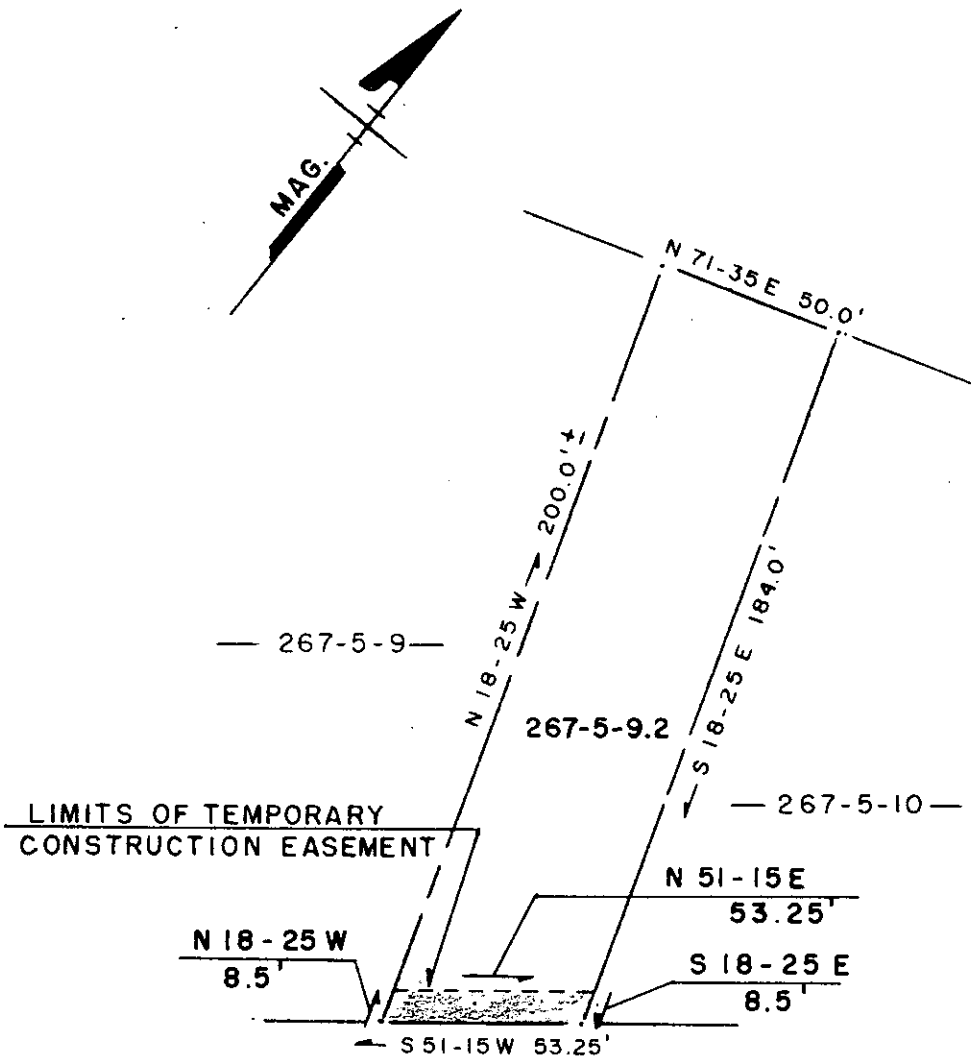 MAG.
N 71-35 E 50.0'
N 18-25 W 200.0'±
— 267-5-9 —
267-5-9.2
S 18-25 E 184.0'
— 267-5-10 —
LIMITS OF TEMPORARY
CONSTRUCTION EASEMENT
N 51-15 E
53.25'
N 18-25 W
8.5'
S 18-25 E
8.5'
S 51-15 W 53.25'